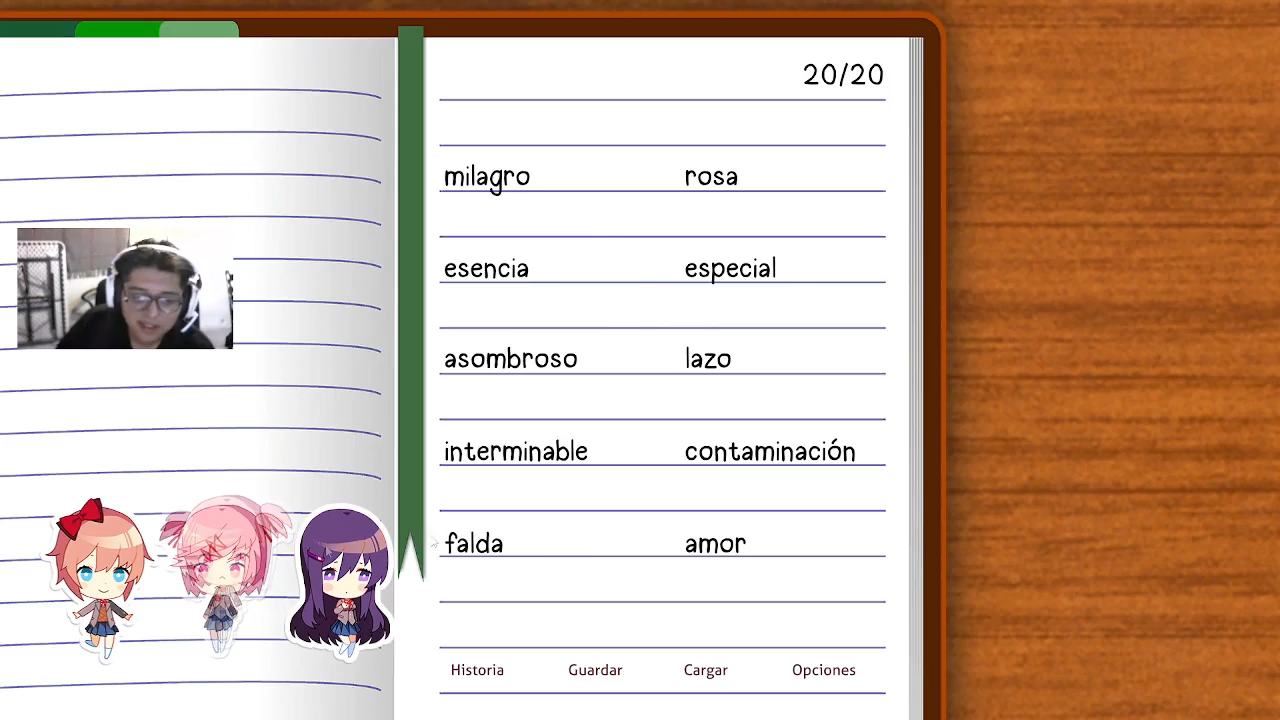 20/20
milagro rosa
esencia especial
asombroso lazo
interminable contaminación
falda amor
Historia Guardar Cargar Opciones